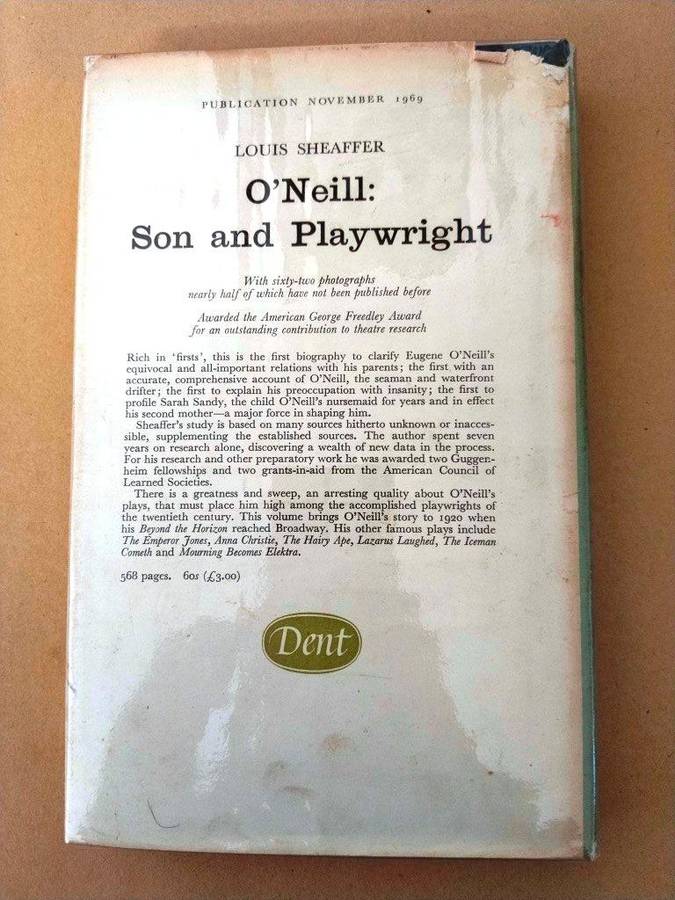 PUBLICATION NOVEMBER 1969
LOUIS SHEAFFER
O'Neill:
Son and Playwright
With sixty-two photographs
nearly half of which have not been published before
Awarded the American George Freedley Award
for an outstanding contribution to theatre research
Rich in 'firsts', this is the first biography to clarify Eugene O'Neill's
equivocal and all-important relations with his parents; the first with an
accurate, comprehensive account of O'Neill, the seaman and waterfront
drifter; the first to explain his preoccupation with insanity; the first to
profile Sarah Sandy, the child O'Neill's nursemaid for years and in effect
his second mother—a major force in shaping him.
Sheaffer's study is based on many sources hitherto unknown or inacces-
sible, supplementing the established sources. The author spent seven
years on research alone, discovering a wealth of new data in the process.
For his research and other preparatory work he was awarded two Guggen-
heim fellowships and two grants-in-aid from the American Council of
Learned Societies.
There is a greatness and sweep, an arresting quality about O'Neill's
plays, that must place him high among the accomplished playwrights of
the twentieth century. This volume brings O'Neill's story to 1920 when
his Beyond the Horizon reached Broadway. His other famous plays include
The Emperor Jones, Anna Christie, The Hairy Ape, Lazarus Laughed, The Iceman
Cometh and Mourning Becomes Elektra.
568 pages. 60s (£3.00)
Dent